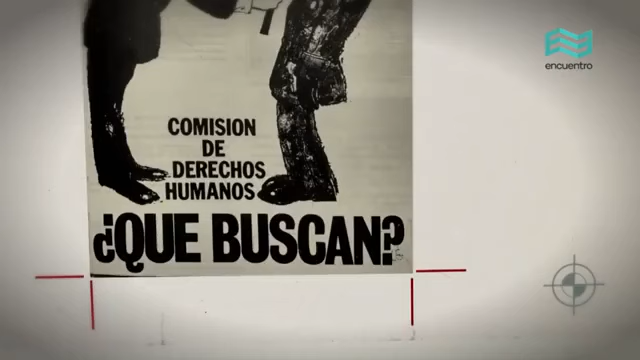 encuentro
COMISION
DE
DERECHOS
HUMANOS
¿QUE BUSCAN?